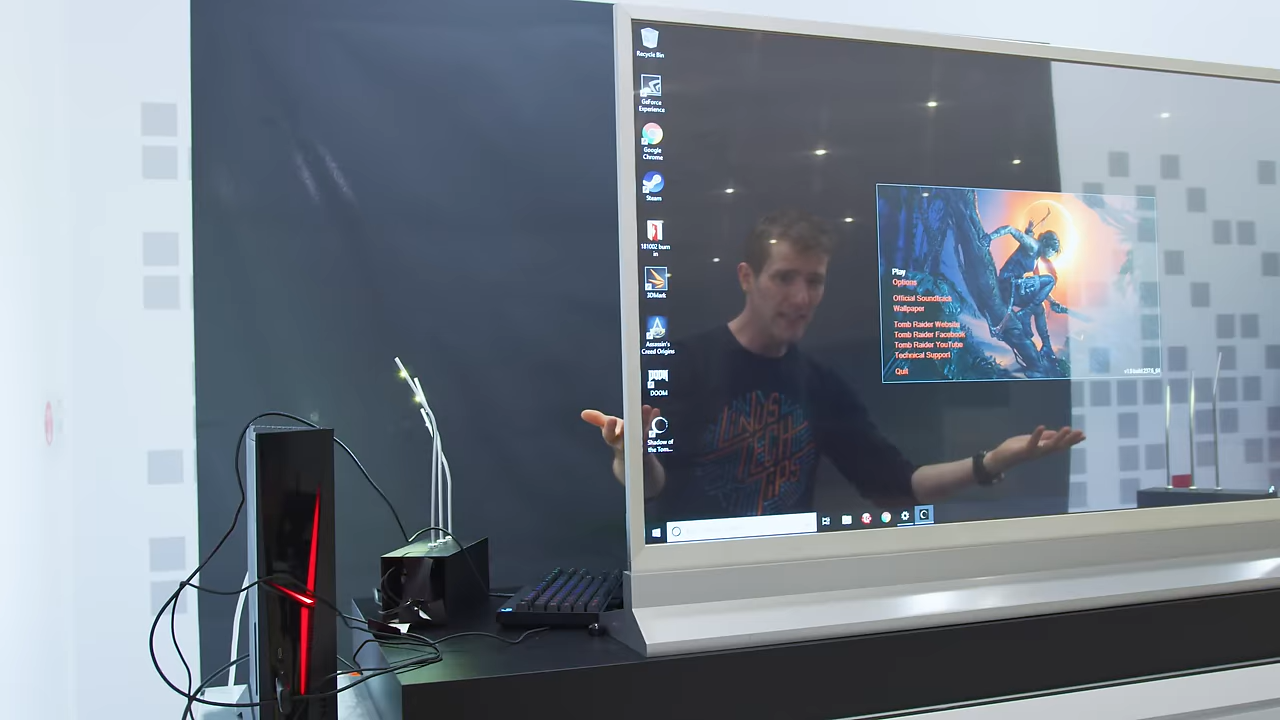 Recycle Bin
GeForce
Experience
Google
Chrome
Steam
181002 burn
in
3DMark
Assassin's
Creed Origins
DOOM
Shadow of
the Tom...
LINUS
TECH
TIPS
Play
Options
Official Soundtrack
Wallpaper
Tomb Raider Website
Tomb Raider Facebook
Tomb Raider YouTube
Technical Support
Quit